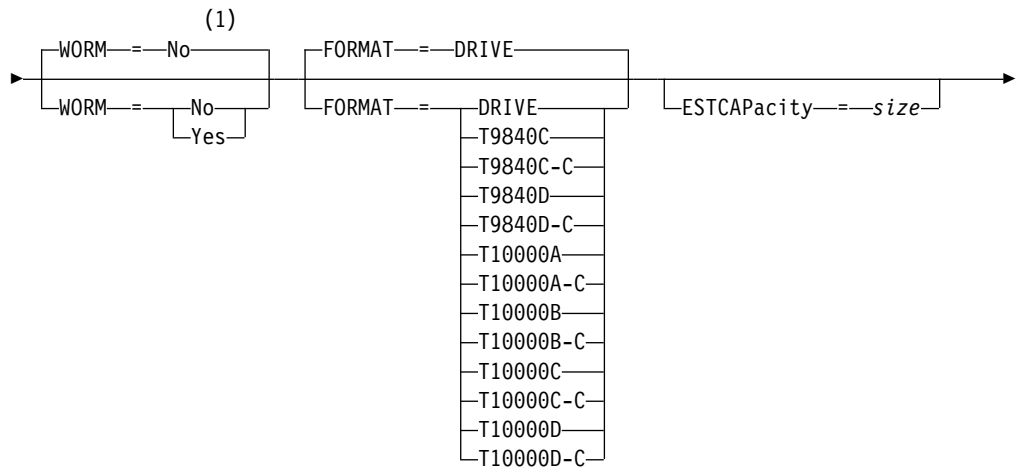 (1)
WORM = No FORMAT = DRIVE
WORM = No FORMAT = DRIVE ESTCAPacity = size
Yes T9840C
T9840C-C
T9840D
T9840D-C
T10000A
T10000A-C
T10000B
T10000B-C
T10000C
T10000C-C
T10000D
T10000D-C